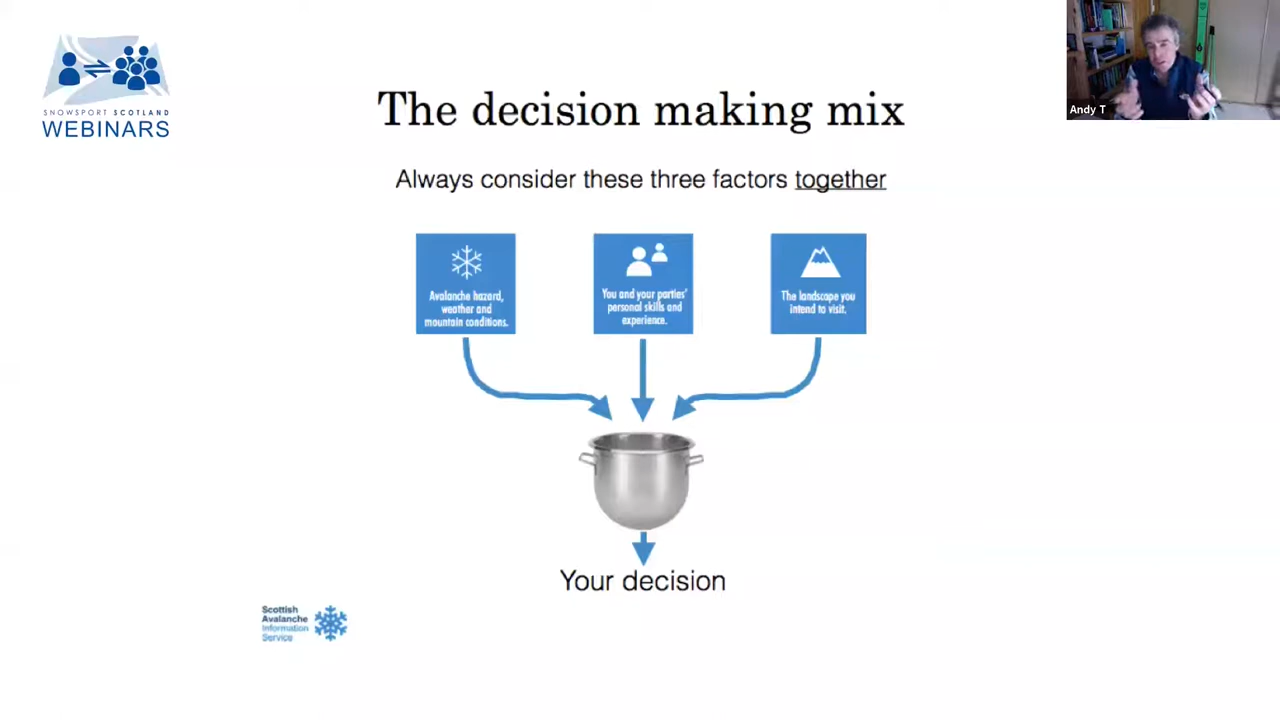 SNOWSPORT SCOTLAND
WEBINARS
Andy T
The decision making mix
Always consider these three factors together
Avalanche hazard,
weather and
mountain conditions.
You and your parties'
personal skills and
experience.
The landscape you
intend to visit.
Your decision
Scottish
Avalanche
Information
Service